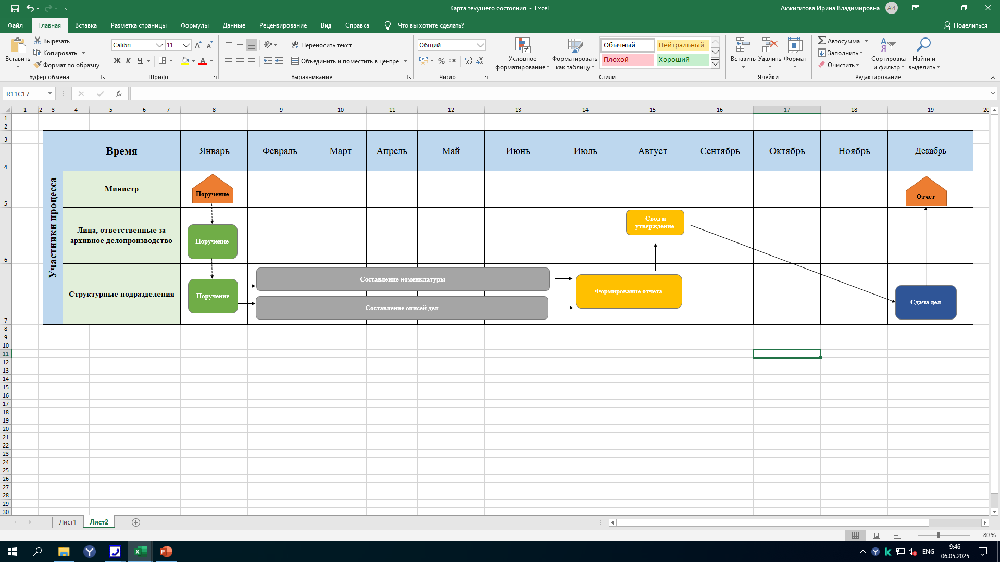 Карта текущего состояния - Excel
Акжигитова Ирина Владимировна
АИ
Файл
Главная
Вставка
Разметка страницы
Формулы
Данные
Рецензирование
Вид
Справка
Что вы хотите сделать?
Поделиться
Вставить
Вырезать
Копировать
Формат по образцу
Буфер обмена
Calibri
11
Ж К Ч
Шрифт
Переносить текст
Объединить и поместить в центре
Выравнивание
Общий
% 000
Число
Условное форматирование
Форматировать как таблицу
Обычный
Нейтральный
Плохой
Хороший
Стили
Вставить
Удалить
Формат
Ячейки
Автосумма
Заполнить
Очистить
Сортировка и фильтр
Найти и выделить
Редактирование
R11C17
fx
1 2 3 4 5 6 7 8 9 10 11 12 13 14 15 16 17 18 19 20
1
2
3
4
5
6
7
8
9
10
11
12
13
14
15
16
17
18
19
20
21
22
23
24
25
26
27
28
29
30
Участники процесса
Время
Январь
Февраль
Март
Апрель
Май
Июнь
Июль
Август
Сентябрь
Октябрь
Ноябрь
Декабрь
Министр
Поручение
Отчет
Лица, ответственные за
архивное делопроизводство
Поручение
Свод и
утверждение
Структурные подразделения
Поручение
Составление номенклатуры
Составление описей дел
Формирование отчета
Сдача дел
Лист1
Лист2
80 %
ENG
9:46
06.05.2025